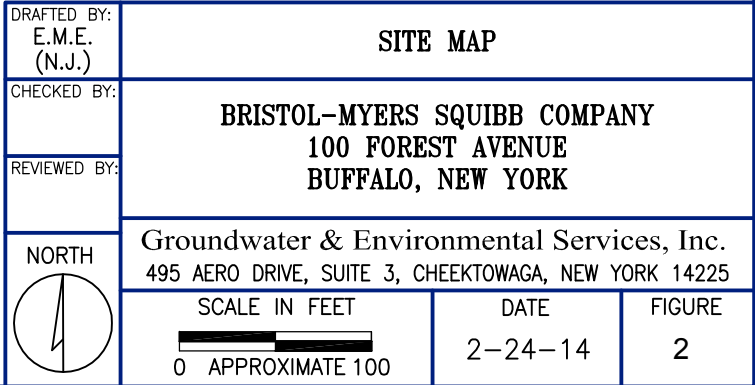 DRAFTED BY:
E.M.E.
(N.J.)
SITE MAP
CHECKED BY:
BRISTOL-MYERS SQUIBB COMPANY
100 FOREST AVENUE
BUFFALO, NEW YORK
REVIEWED BY:
NORTH
Groundwater & Environmental Services, Inc.
495 AERO DRIVE, SUITE 3, CHEEKTOWAGA, NEW YORK 14225
SCALE IN FEET
0 APPROXIMATE 100
DATE
2-24-14
FIGURE
2